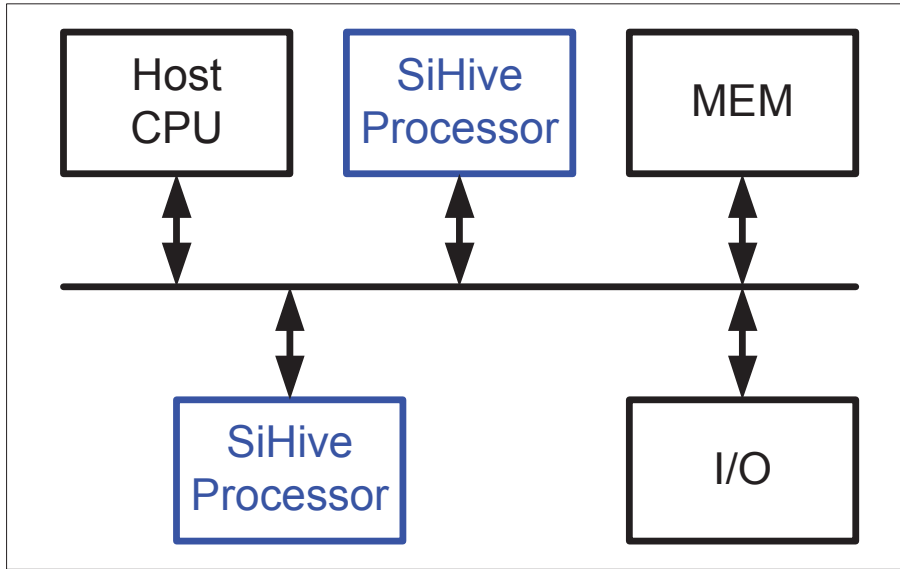 Host
CPU
SiHive
Processor
MEM
SiHive
Processor
I/O